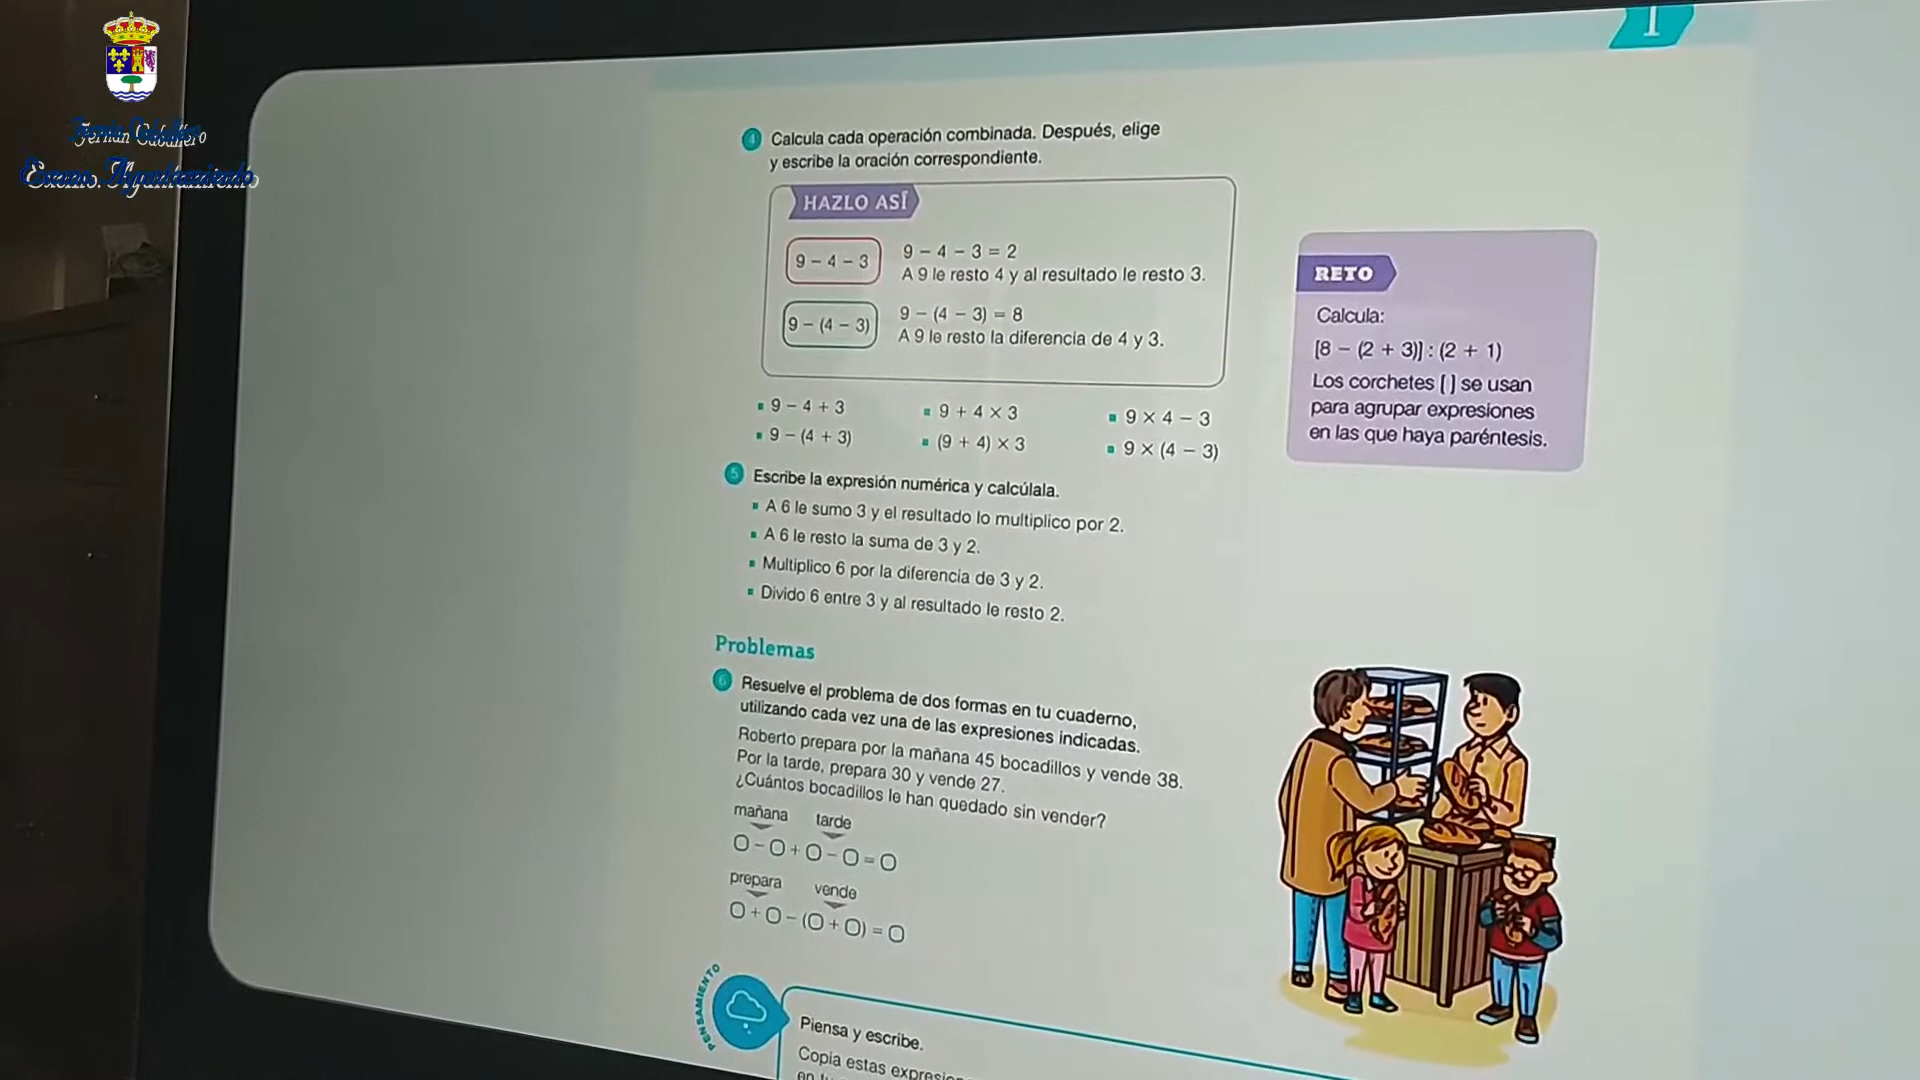 Fernán Caballero
Excmo. Ayuntamiento
1
4 Calcula cada operación combinada. Después, elige
y escribe la oración correspondiente.
HAZLO ASÍ
9 − 4 − 3
9 − 4 − 3 = 2
A 9 le resto 4 y al resultado le resto 3.
9 − (4 − 3)
9 − (4 − 3) = 8
A 9 le resto la diferencia de 4 y 3.
▪ 9 − 4 + 3 ▪ 9 + 4 × 3 ▪ 9 × 4 − 3
▪ 9 − (4 + 3) ▪ (9 + 4) × 3 ▪ 9 × (4 − 3)
RETO
Calcula:
[8 − (2 + 3)] : (2 + 1)
Los corchetes [ ] se usan
para agrupar expresiones
en las que haya paréntesis.
5 Escribe la expresión numérica y calcúlala.
▪ A 6 le sumo 3 y el resultado lo multiplico por 2.
▪ A 6 le resto la suma de 3 y 2.
▪ Multiplico 6 por la diferencia de 3 y 2.
▪ Divido 6 entre 3 y al resultado le resto 2.
Problemas
6 Resuelve el problema de dos formas en tu cuaderno,
utilizando cada vez una de las expresiones indicadas.
Roberto prepara por la mañana 45 bocadillos y vende 38.
Por la tarde, prepara 30 y vende 27.
¿Cuántos bocadillos le han quedado sin vender?
mañana tarde
O − O + O − O = O
prepara vende
O + O − (O + O) = O
PENSAMIENTO
Piensa y escribe.
Copia estas